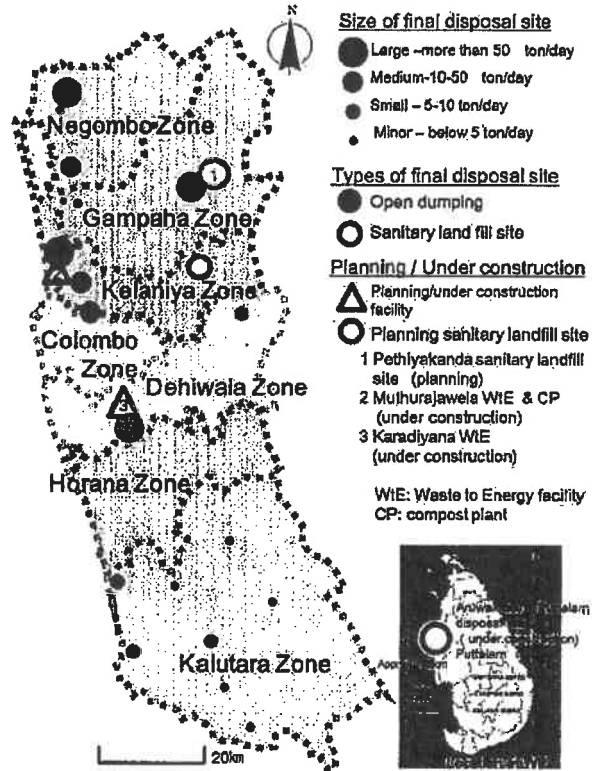 N
Size of final disposal site
Large –more than 50 ton/day
Medium-10-50 ton/day
Small – 5-10 ton/day
Minor – below 5 ton/day
Types of final disposal site
Open dumping
Sanitary land fill site
Planning / Under construction
Planning/under construction
facility
Planning sanitary landfill site
1 Pethiyakanda sanitary landfill
site (planning)
2 Muthurajawela WtE & CP
(under construction)
3 Karadiyana WtE
(under construction)
WtE: Waste to Energy facility
CP: compost plant
Negombo Zone
1
Gampaha Zone
Kelaniya Zone
Colombo
Zone
Dehiwala Zone
3
Horana Zone
Kalutara Zone
20km
disposal
( under construction)
Puttalam